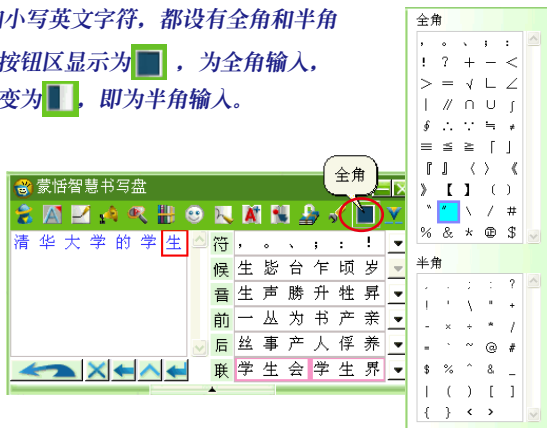 小写英文字符，都设有全角和半角
按钮区显示为 ，为全角输入，
变为 ，即为半角输入。
全角
， 。 、 ； ：
！ ？ ＋ － ＜
＞ ＝ √ ∟ ∠
｜ ∥ ∩ ∪ ∫
∮ ∴ ∵ ≒ ≠
≡ ≦ ≧ 「 」
『 』 〈 〉 《
》 【 】 （ ）
＼ ／ ＃
％ ＆ ＊ ＄
半角
, . ; : ?
! ' \ " +
- × ÷ * /
= ` ~ @ #
$ % ^ & _
| ( ) [ ]
{ } < >
全角
蒙恬智慧书写盘
清 华 大 学 的 学 生
符 ， 。 、 ； ： ！
候 生 毙 台 乍 顷 岁
音 生 声 勝 升 牲 昇
前 一 丛 为 书 产 亲
后 丝 事 产 人 俘 养
联 学 生 会 学 生 界